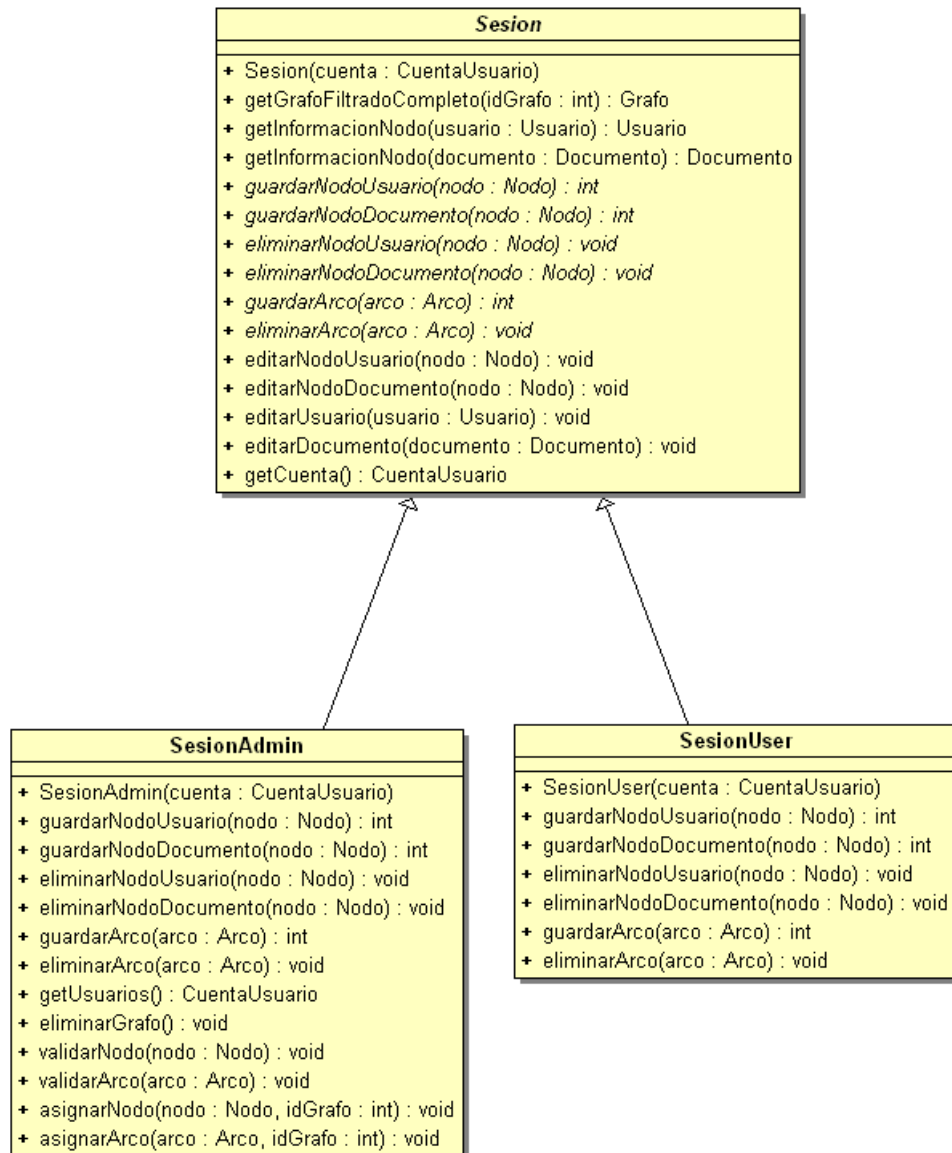 Sesion
+ Sesion(cuenta : CuentaUsuario)
+ getGrafoFiltradoCompleto(idGrafo : int) : Grafo
+ getInformacionNodo(usuario : Usuario) : Usuario
+ getInformacionNodo(documento : Documento) : Documento
+ guardarNodoUsuario(nodo : Nodo) : int
+ guardarNodoDocumento(nodo : Nodo) : int
+ eliminarNodoUsuario(nodo : Nodo) : void
+ eliminarNodoDocumento(nodo : Nodo) : void
+ guardarArco(arco : Arco) : int
+ eliminarArco(arco : Arco) : void
+ editarNodoUsuario(nodo : Nodo) : void
+ editarNodoDocumento(nodo : Nodo) : void
+ editarUsuario(usuario : Usuario) : void
+ editarDocumento(documento : Documento) : void
+ getCuenta() : CuentaUsuario
SesionAdmin
+ SesionAdmin(cuenta : CuentaUsuario)
+ guardarNodoUsuario(nodo : Nodo) : int
+ guardarNodoDocumento(nodo : Nodo) : int
+ eliminarNodoUsuario(nodo : Nodo) : void
+ eliminarNodoDocumento(nodo : Nodo) : void
+ guardarArco(arco : Arco) : int
+ eliminarArco(arco : Arco) : void
+ getUsuarios() : CuentaUsuario
+ eliminarGrafo() : void
+ validarNodo(nodo : Nodo) : void
+ validarArco(arco : Arco) : void
+ asignarNodo(nodo : Nodo, idGrafo : int) : void
+ asignarArco(arco : Arco, idGrafo : int) : void
SesionUser
+ SesionUser(cuenta : CuentaUsuario)
+ guardarNodoUsuario(nodo : Nodo) : int
+ guardarNodoDocumento(nodo : Nodo) : int
+ eliminarNodoUsuario(nodo : Nodo) : void
+ eliminarNodoDocumento(nodo : Nodo) : void
+ guardarArco(arco : Arco) : int
+ eliminarArco(arco : Arco) : void